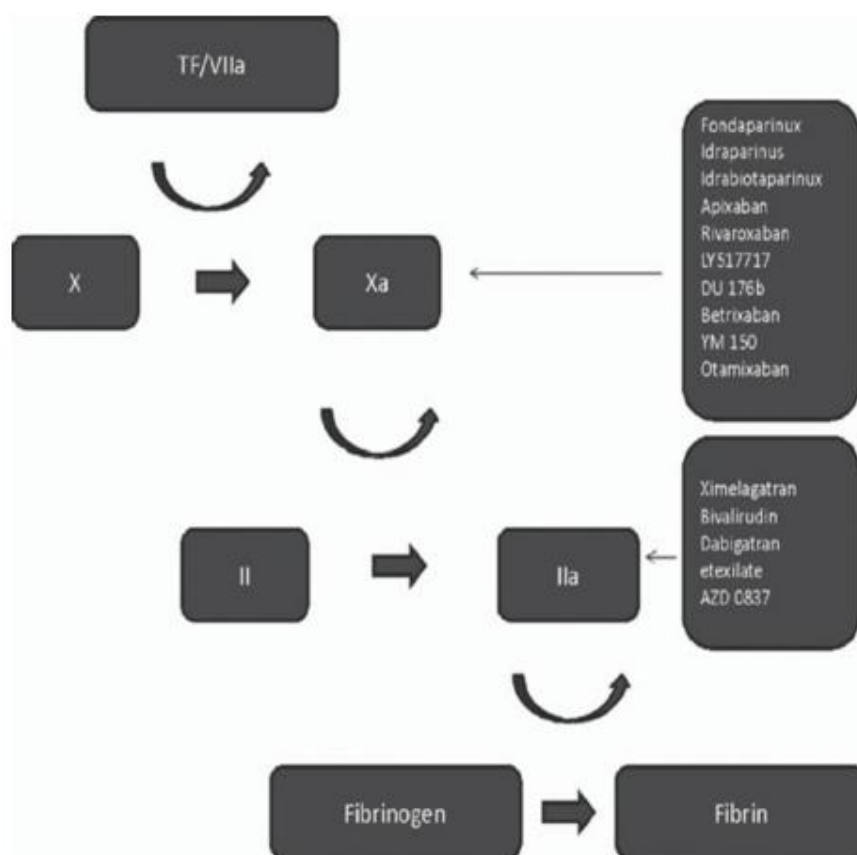 TF/VIIa
Fondaparinux
Idraparinus
Idrabiotaparinux
Apixaban
Rivaroxaban
LY517717
DU 176b
Betrixaban
YM 150
Otamixaban
X
Xa
Ximelagatran
Bivalirudin
Dabigatran
etexilate
AZD 0837
II
IIa
Fibrinogen
Fibrin